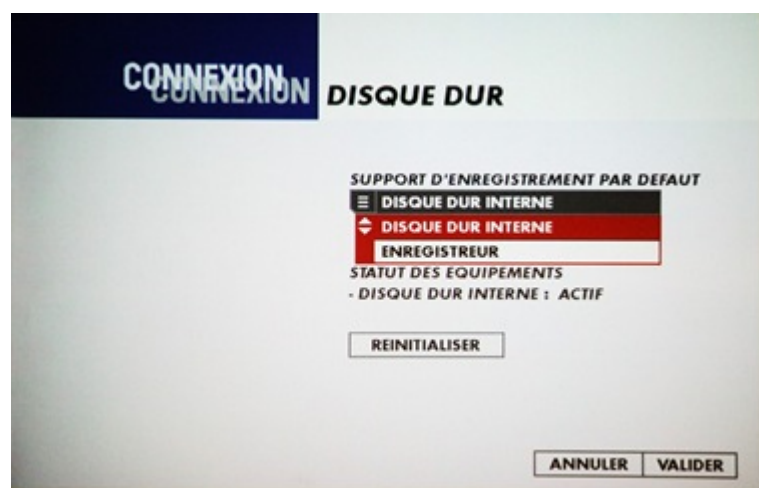 CONNEXION
CONNEXION
DISQUE DUR
SUPPORT D'ENREGISTREMENT PAR DEFAUT
DISQUE DUR INTERNE
DISQUE DUR INTERNE
ENREGISTREUR
STATUT DES EQUIPEMENTS
- DISQUE DUR INTERNE : ACTIF
REINITIALISER
ANNULER VALIDER